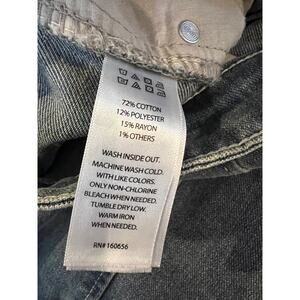 72% COTTON
12% POLYESTER
15% RAYON
1% OTHERS
WASH INSIDE OUT.
MACHINE WASH COLD.
WITH LIKE COLORS.
ONLY NON-CHLORINE
BLEACH WHEN NEEDED.
TUMBLE DRY LOW.
WARM IRON
WHEN NEEDED.
RN# 160656